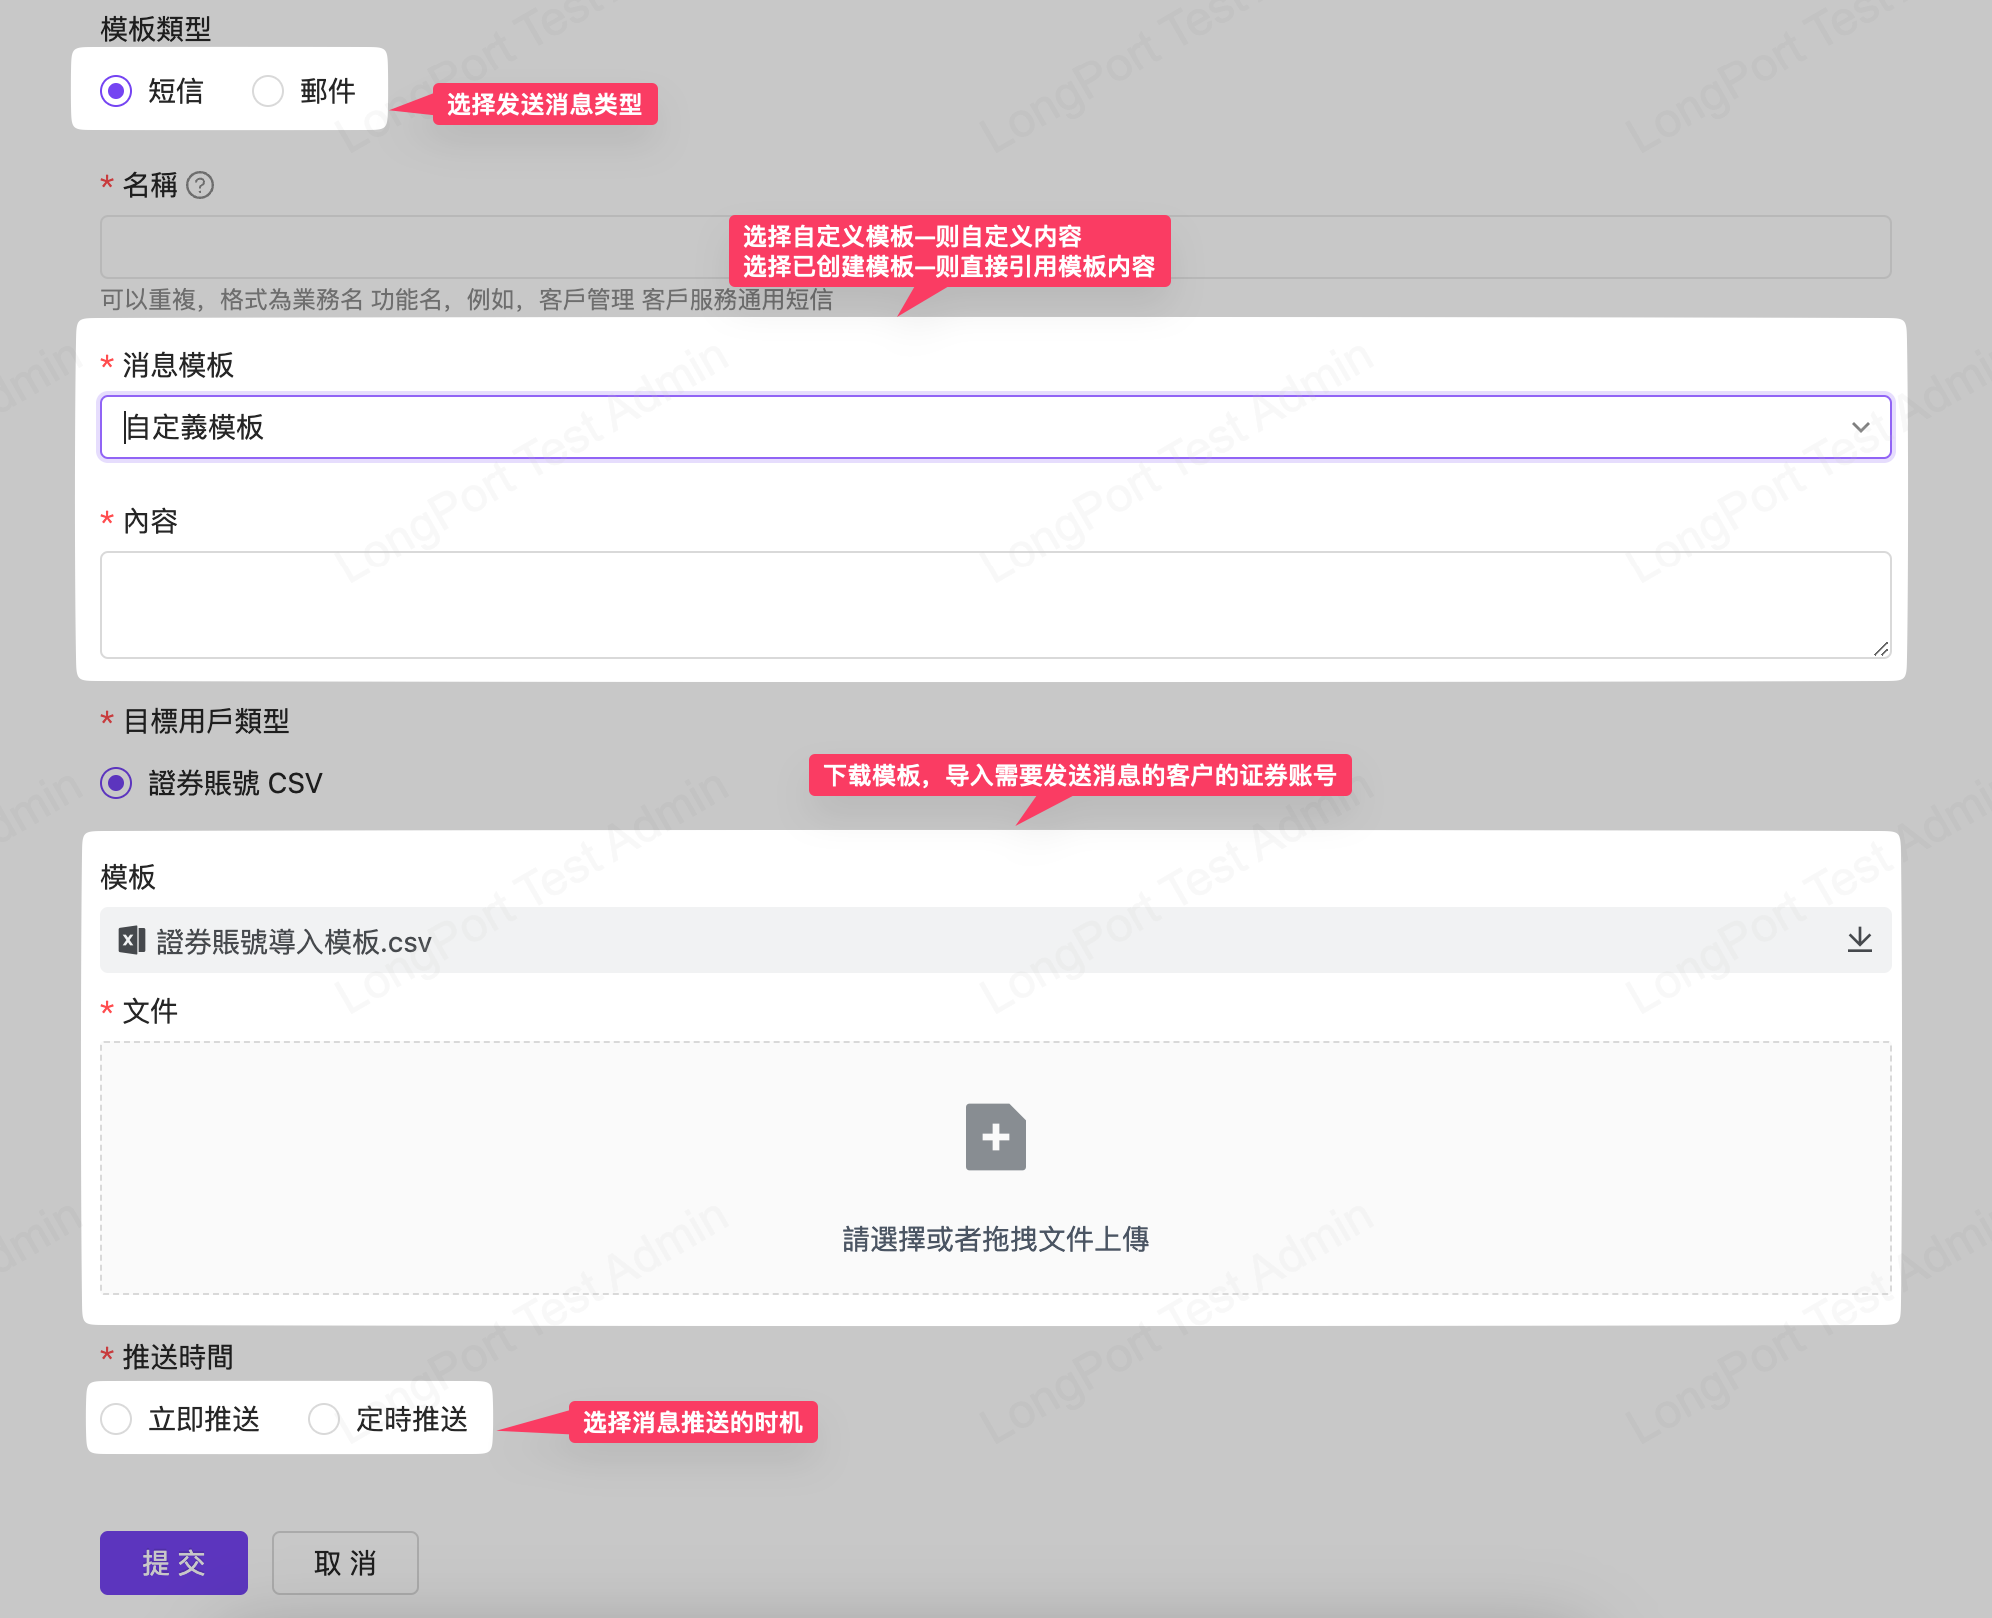 模板類型
短信
郵件
选择发送消息类型
* 名稱 ?
选择自定义模板—则自定义内容
选择已创建模板—则直接引用模板内容
可以重複，格式為業務名 功能名，例如，客戶管理 客戶服務通用短信
* 消息模板
自定義模板
* 內容
* 目標用戶類型
證券賬號 CSV
下载模板，导入需要发送消息的客户的证券账号
模板
證券賬號導入模板.csv
* 文件
請選擇或者拖拽文件上傳
* 推送時間
立即推送
定時推送
选择消息推送的时机
提 交
取 消
LongPort Test Admin